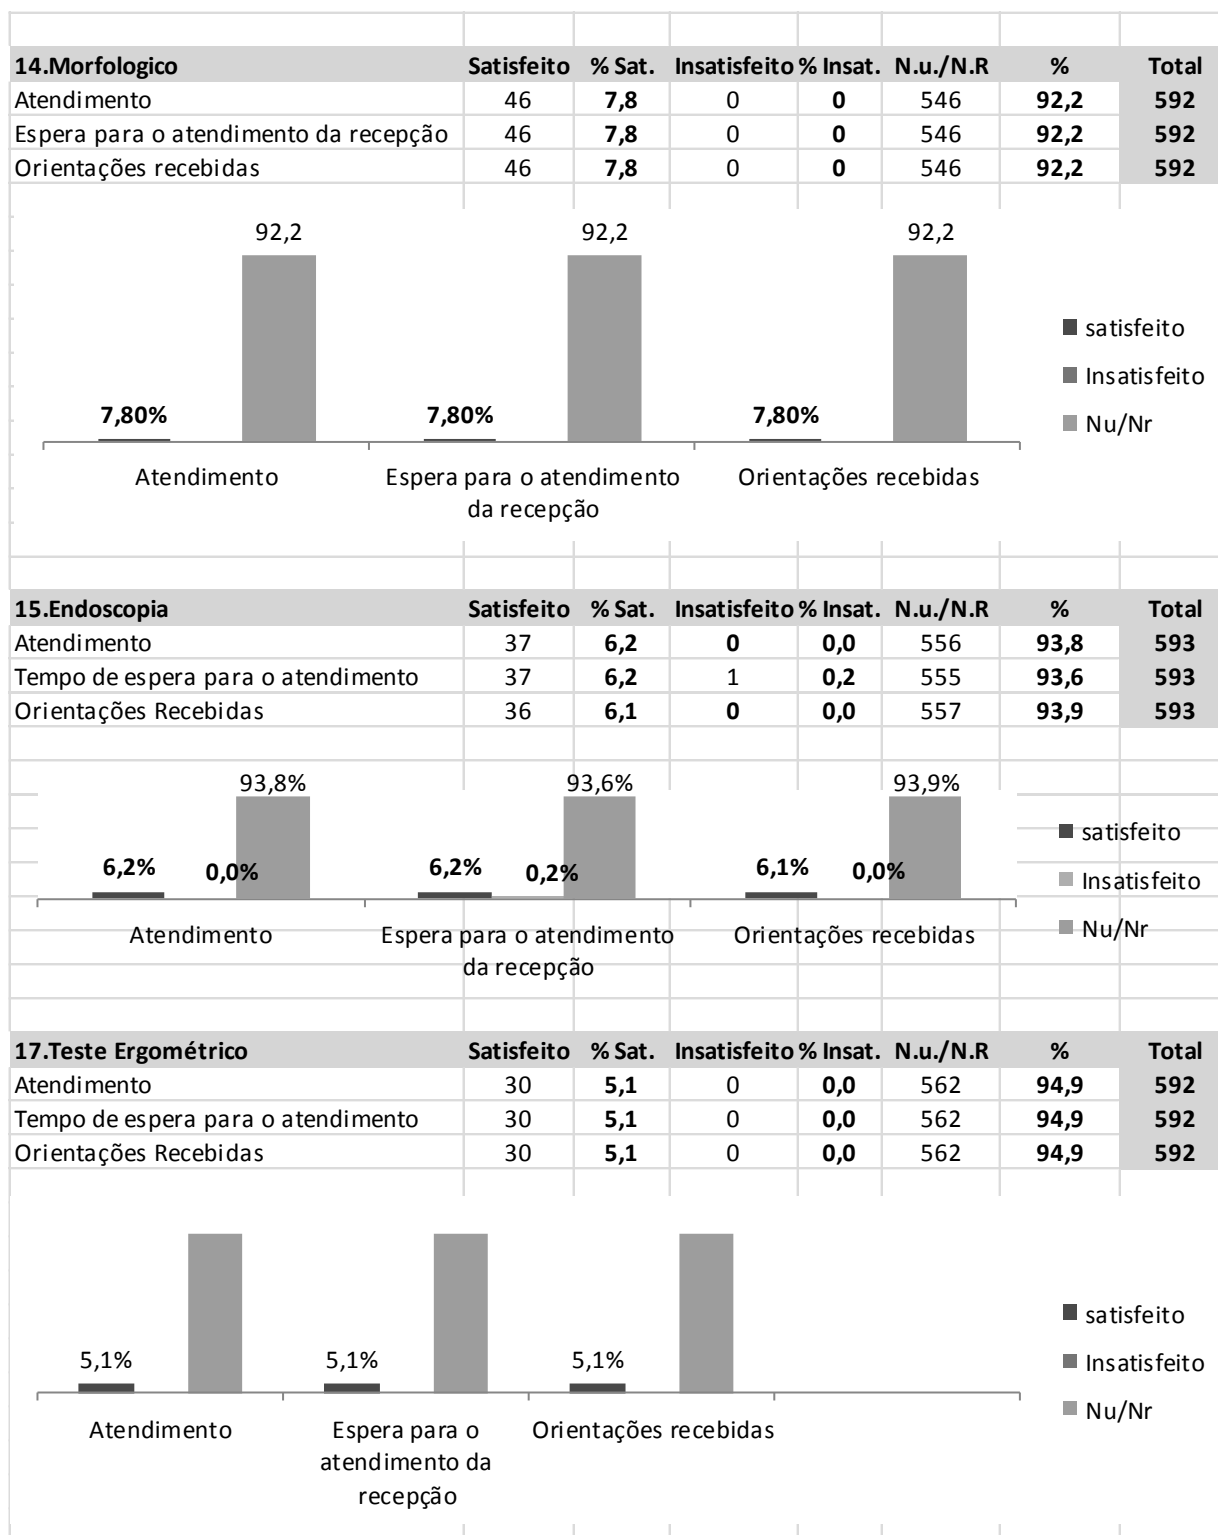 14.Morfologico Satisfeito % Sat. Insatisfeito % Insat. N.u./N.R % Total
Atendimento 46 7,8 0 0 546 92,2 592
Espera para o atendimento da recepção 46 7,8 0 0 546 92,2 592
Orientações recebidas 46 7,8 0 0 546 92,2 592
92,2 92,2 92,2
7,80% 7,80% 7,80%
satisfeito
Insatisfeito
Nu/Nr
Atendimento Espera para o atendimento da recepção Orientações recebidas
15.Endoscopia Satisfeito % Sat. Insatisfeito % Insat. N.u./N.R % Total
Atendimento 37 6,2 0 0,0 556 93,8 593
Tempo de espera para o atendimento 37 6,2 1 0,2 555 93,6 593
Orientações Recebidas 36 6,1 0 0,0 557 93,9 593
93,8% 93,6% 93,9%
6,2% 0,0% 6,2% 0,2% 6,1% 0,0%
satisfeito
Insatisfeito
Nu/Nr
Atendimento Espera para o atendimento da recepção Orientações recebidas
17.Teste Ergométrico Satisfeito % Sat. Insatisfeito % Insat. N.u./N.R % Total
Atendimento 30 5,1 0 0,0 562 94,9 592
Tempo de espera para o atendimento 30 5,1 0 0,0 562 94,9 592
Orientações Recebidas 30 5,1 0 0,0 562 94,9 592
5,1% 5,1% 5,1%
satisfeito
Insatisfeito
Nu/Nr
Atendimento Espera para o atendimento da recepção Orientações recebidas